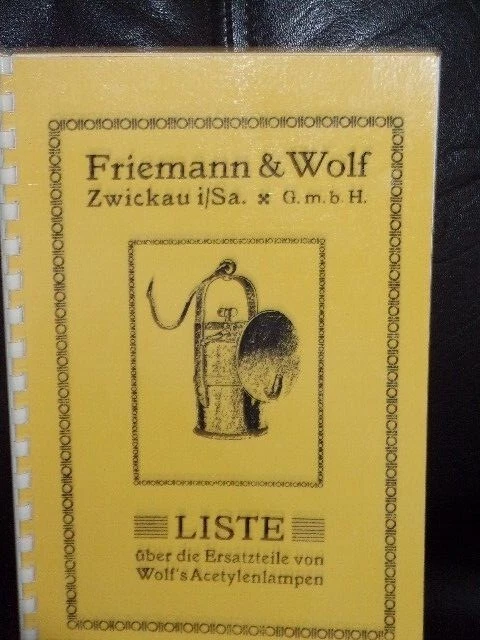 Friemann & Wolf
Zwickau i/Sa. ⚒ G. m. b. H.
LISTE
über die Ersatzteile von
Wolf's Acetylenlampen